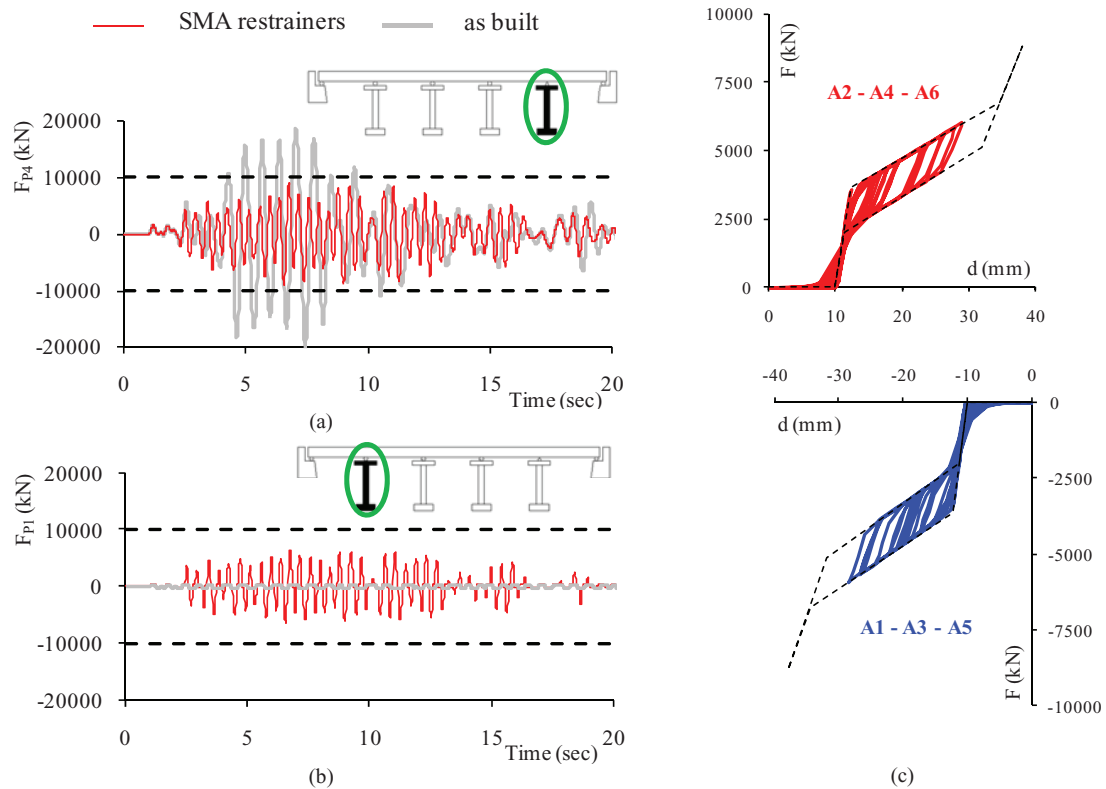 SMA restrainers
as built
F_P4 (kN)
20000
10000
0
-10000
-20000
0 5 10 15 20
Time (sec)
(a)
F_P1 (kN)
20000
10000
0
-10000
-20000
0 5 10 15 20
Time (sec)
(b)
F (kN)
10000
7500
5000
2500
0
A2 - A4 - A6
d (mm)
0 10 20 30 40
-40 -30 -20 -10 0
d (mm)
0
-2500
-5000
-7500
-10000
A1 - A3 - A5
F (kN)
(c)